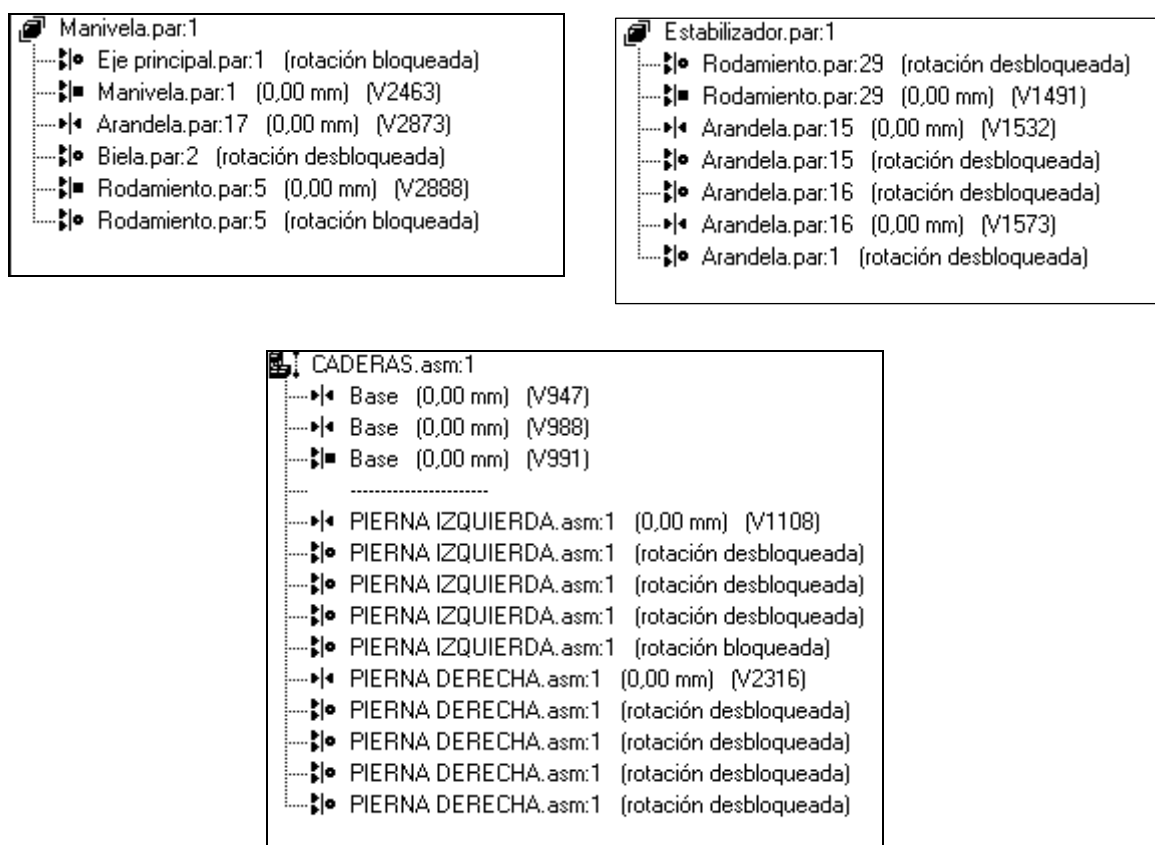 Manivela.par:1
Eje principal.par:1 (rotación bloqueada)
Manivela.par:1 (0,00 mm) (V2463)
Arandela.par:17 (0,00 mm) (V2873)
Biela.par:2 (rotación desbloqueada)
Rodamiento.par:5 (0,00 mm) (V2888)
Rodamiento.par:5 (rotación bloqueada)
Estabilizador.par:1
Rodamiento.par:29 (rotación desbloqueada)
Rodamiento.par:29 (0,00 mm) (V1491)
Arandela.par:15 (0,00 mm) (V1532)
Arandela.par:15 (rotación desbloqueada)
Arandela.par:16 (rotación desbloqueada)
Arandela.par:16 (0,00 mm) (V1573)
Arandela.par:1 (rotación desbloqueada)
CADERAS.asm:1
Base (0,00 mm) (V947)
Base (0,00 mm) (V988)
Base (0,00 mm) (V991)
-----------------------
PIERNA IZQUIERDA.asm:1 (0,00 mm) (V1108)
PIERNA IZQUIERDA.asm:1 (rotación desbloqueada)
PIERNA IZQUIERDA.asm:1 (rotación desbloqueada)
PIERNA IZQUIERDA.asm:1 (rotación desbloqueada)
PIERNA IZQUIERDA.asm:1 (rotación bloqueada)
PIERNA DERECHA.asm:1 (0,00 mm) (V2316)
PIERNA DERECHA.asm:1 (rotación desbloqueada)
PIERNA DERECHA.asm:1 (rotación desbloqueada)
PIERNA DERECHA.asm:1 (rotación desbloqueada)
PIERNA DERECHA.asm:1 (rotación desbloqueada)